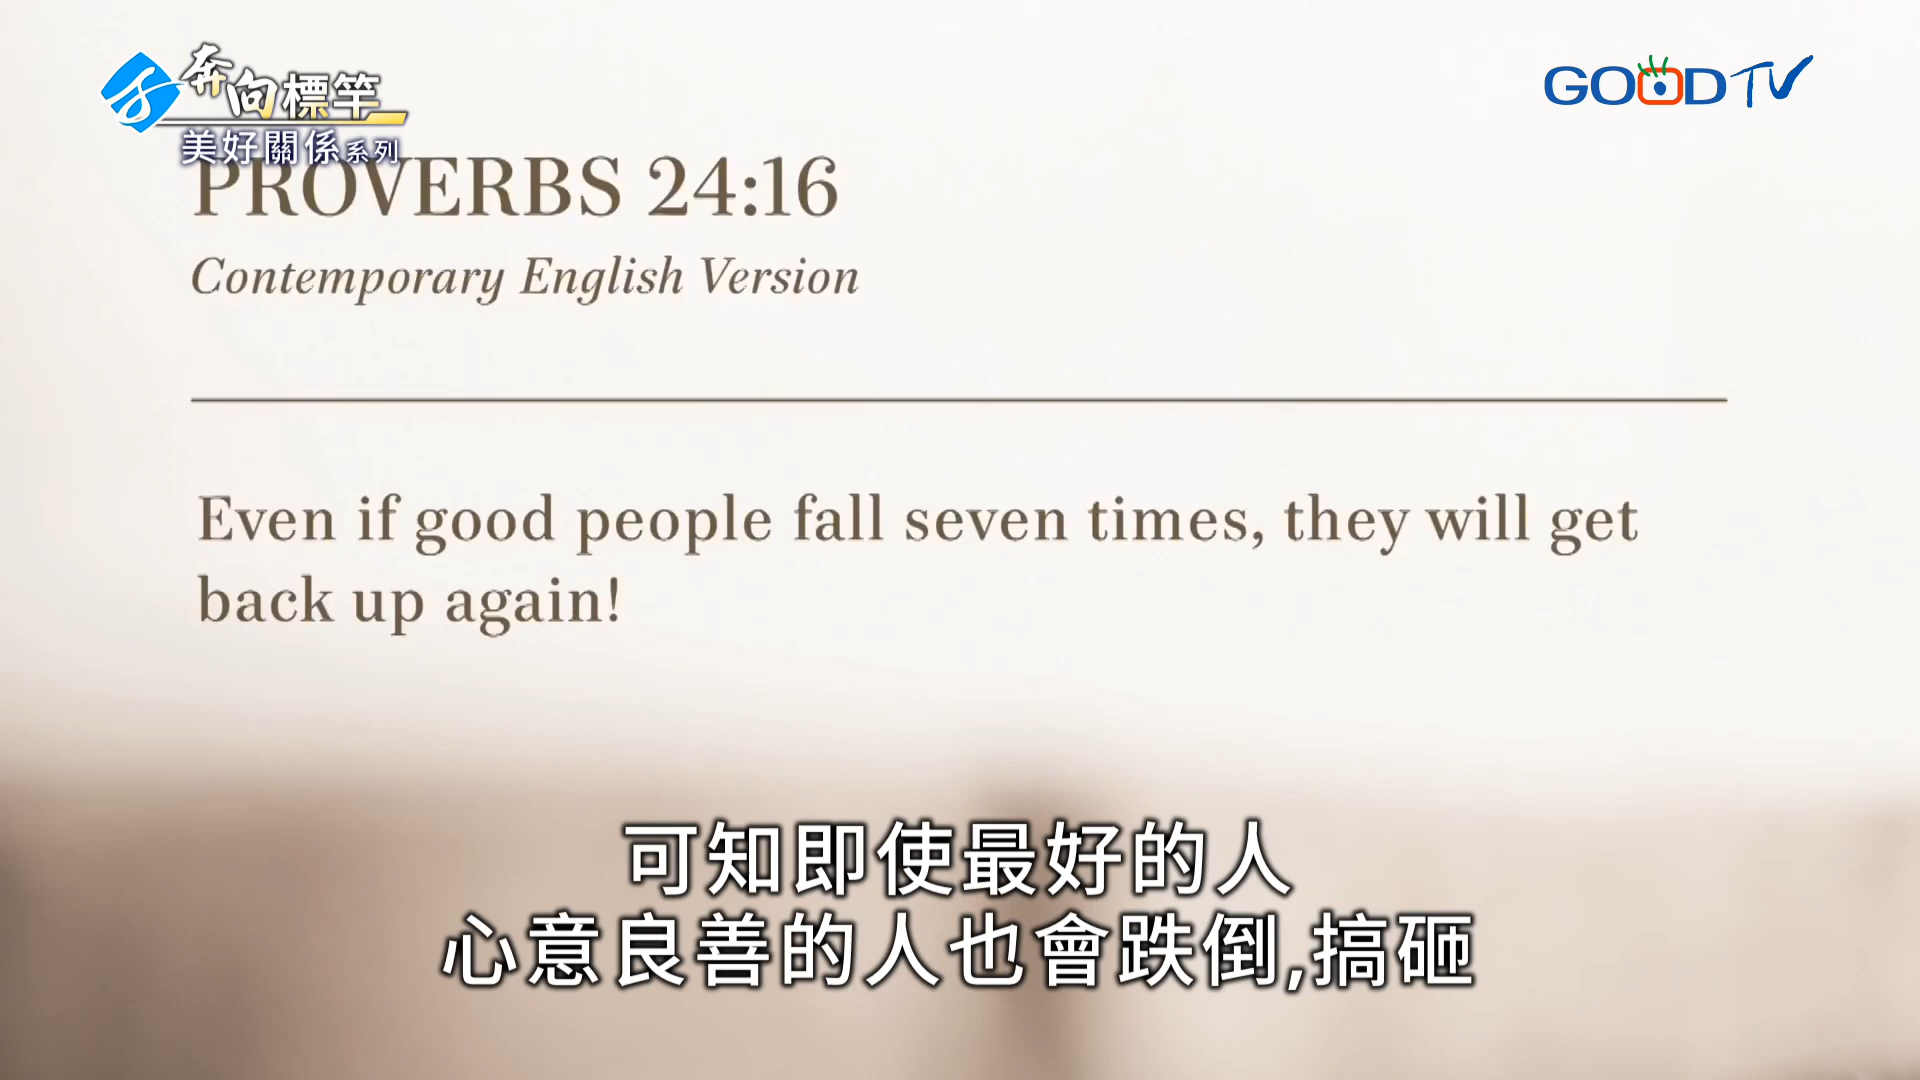 奔向標竿
美好關係系列
GOOD TV
PROVERBS 24:16
Contemporary English Version
Even if good people fall seven times, they will get
back up again!
可知即使最好的人
心意良善的人也會跌倒,搞砸